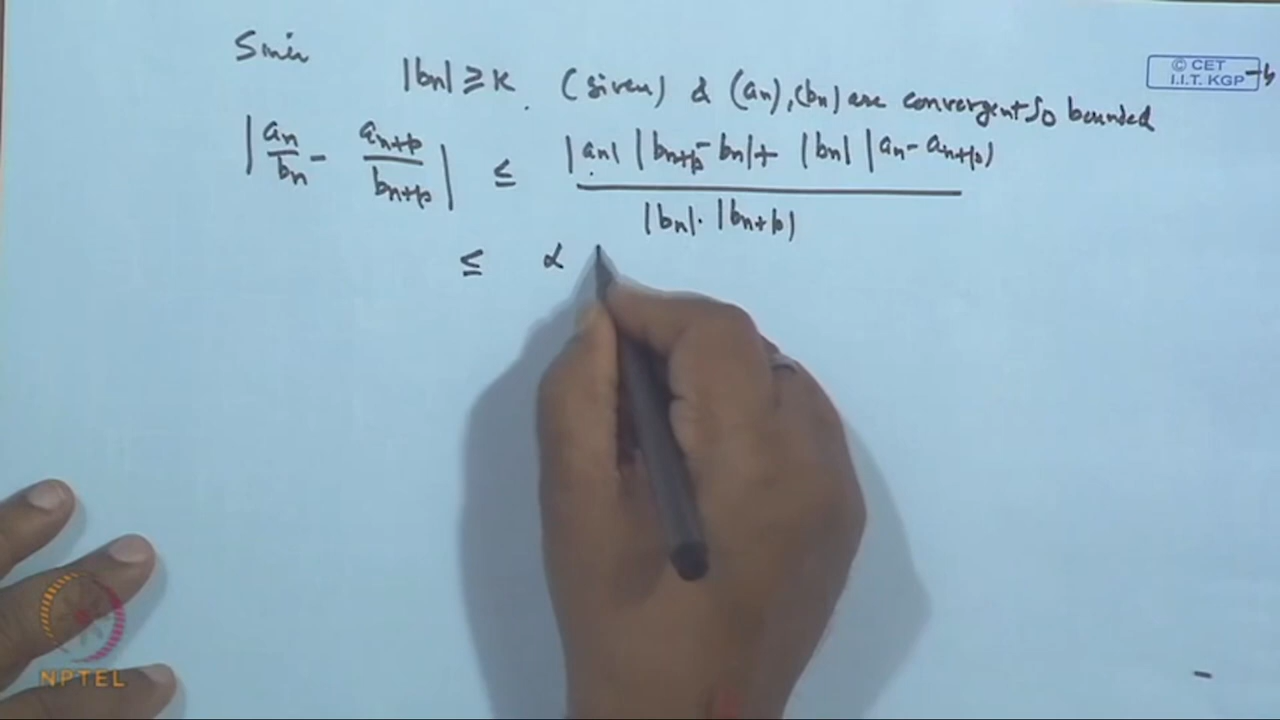 Since
|bn| ≥ K. (given) & (an), (bn) are convergent So bounded
© CET
I.I.T. KGP
| an/bn - an+p/bn+p | ≤ |an| |bn+p - bn| + |bn| |an - an+p| / |bn|. |bn+p|
≤ α
NPTEL